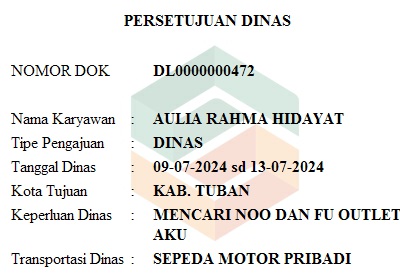 PERSETUJUAN DINAS
NOMOR DOK DL0000000472
Nama Karyawan : AULIA RAHMA HIDAYAT
Tipe Pengajuan : DINAS
Tanggal Dinas : 09-07-2024 sd 13-07-2024
Kota Tujuan : KAB. TUBAN
Keperluan Dinas : MENCARI NOO DAN FU OUTLET
AKU
Transportasi Dinas : SEPEDA MOTOR PRIBADI